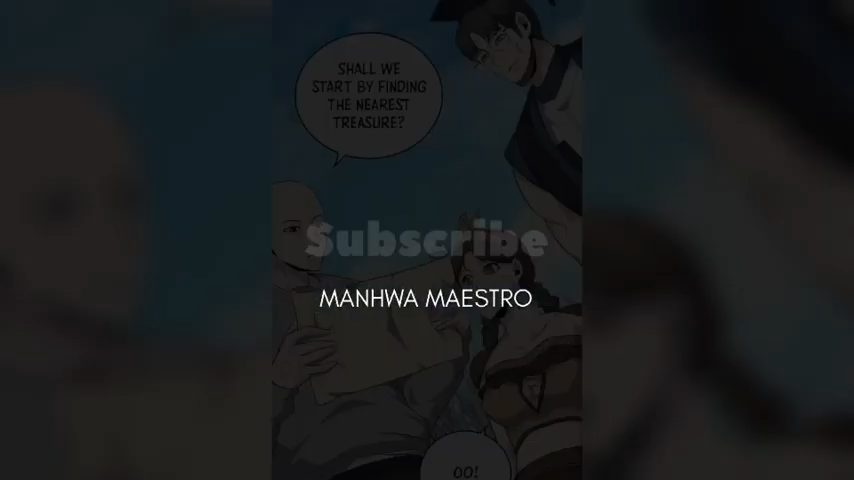 SHALL WE
START BY FINDING
THE NEAREST
TREASURE?
Subscribe
MANHWA MAESTRO
OO!